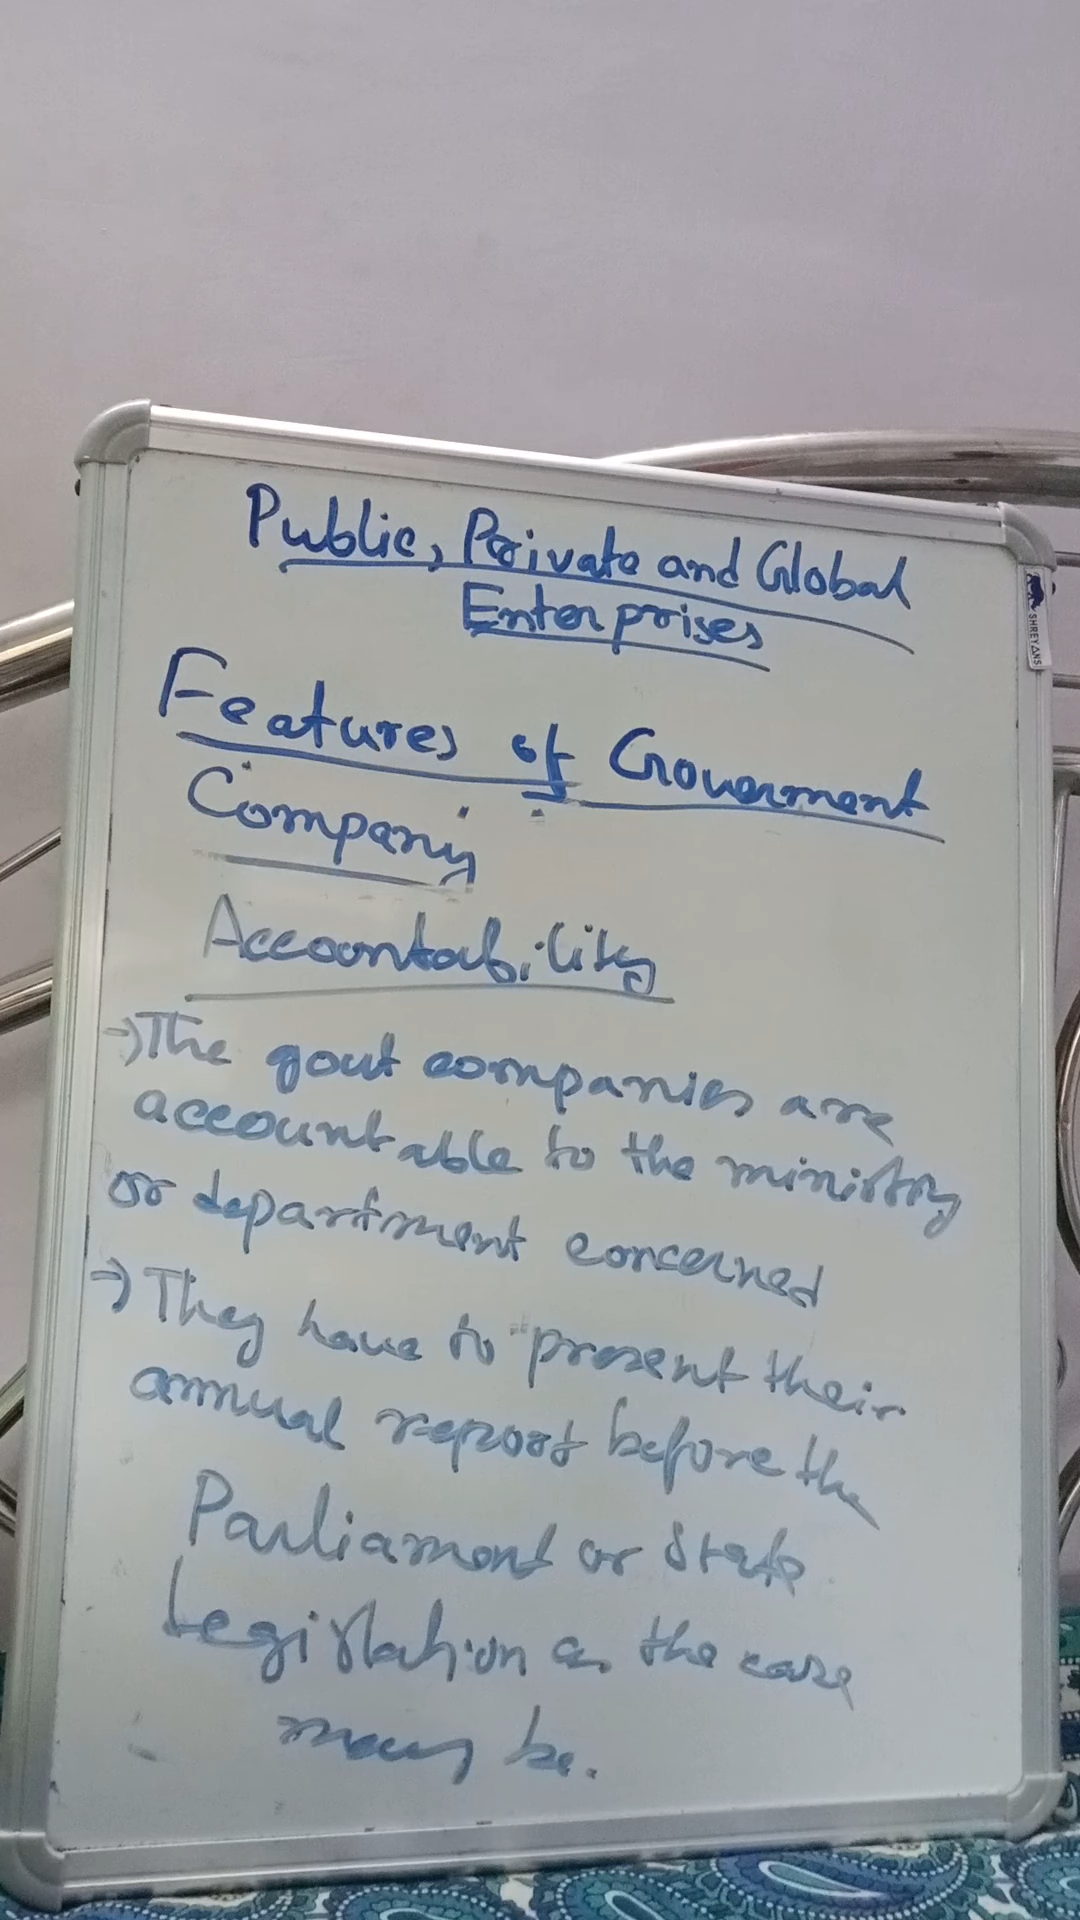 Public, Private and Global
Enterprises
Features of Government
Company
Accountability
→The govt companies are
accountable to the ministry
or department concerned
→They have to present their
annual report before the
Parliament or State
Legislation as the case
may be.
SHREYANS